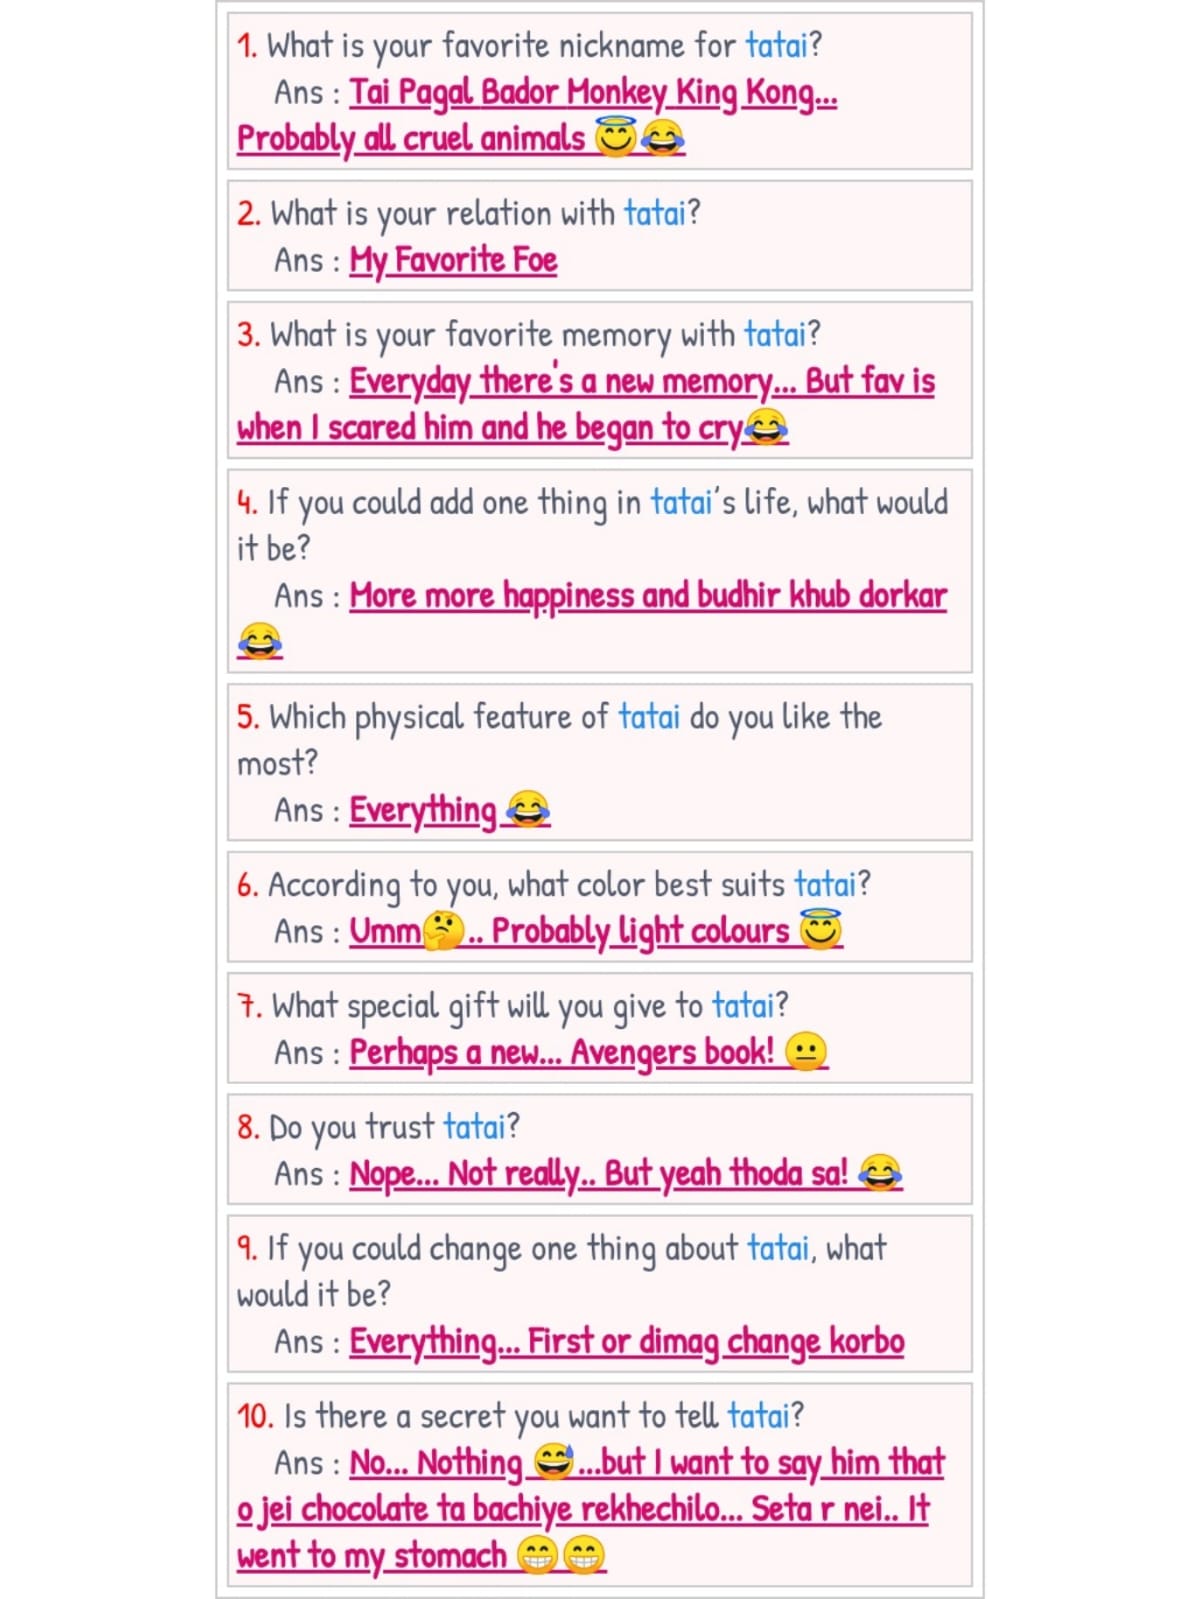 1. What is your favorite nickname for tatai?
Ans : Tai Pagal Bador Monkey King Kong...
Probably all cruel animals 😇😂
2. What is your relation with tatai?
Ans : My Favorite Foe
3. What is your favorite memory with tatai?
Ans : Everyday there's a new memory... But fav is
when I scared him and he began to cry😂
4. If you could add one thing in tatai's life, what would
it be?
Ans : More more happiness and budhir khub dorkar
😂
5. Which physical feature of tatai do you like the
most?
Ans : Everything 😂
6. According to you, what color best suits tatai?
Ans : Umm🤔.. Probably light colours 😇
7. What special gift will you give to tatai?
Ans : Perhaps a new... Avengers book! 😐
8. Do you trust tatai?
Ans : Nope... Not really.. But yeah thoda sa! 😂
9. If you could change one thing about tatai, what
would it be?
Ans : Everything... First or dimag change korbo
10. Is there a secret you want to tell tatai?
Ans : No... Nothing 😅...but I want to say him that
o jei chocolate ta bachiye rekhechilo... Seta r nei.. It
went to my stomach 😁😁